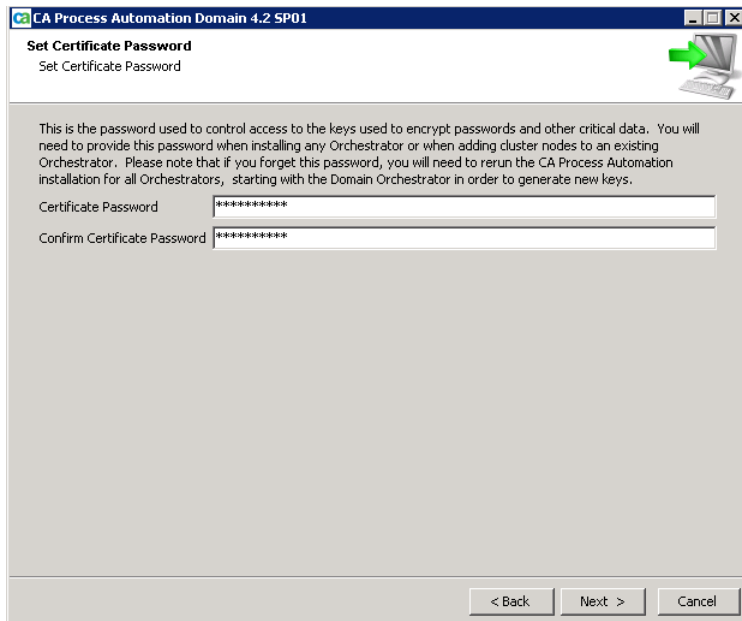 ca CA Process Automation Domain 4.2 SP01
Set Certificate Password
Set Certificate Password
This is the password used to control access to the keys used to encrypt passwords and other critical data. You will
need to provide this password when installing any Orchestrator or when adding cluster nodes to an existing
Orchestrator. Please note that if you forget this password, you will need to rerun the CA Process Automation
installation for all Orchestrators, starting with the Domain Orchestrator in order to generate new keys.
Certificate Password **********
Confirm Certificate Password **********
< Back Next > Cancel